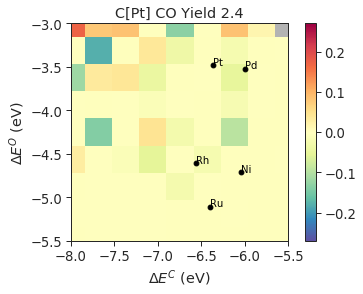 C[Pt] CO Yield 2.4
−3.0
−3.5
−4.0
−4.5
−5.0
−5.5
ΔE^O (eV)
Pt
Pd
Rh
Ni
Ru
−8.0 −7.5 −7.0 −6.5 −6.0 −5.5
ΔE^C (eV)
0.2
0.1
0.0
−0.1
−0.2